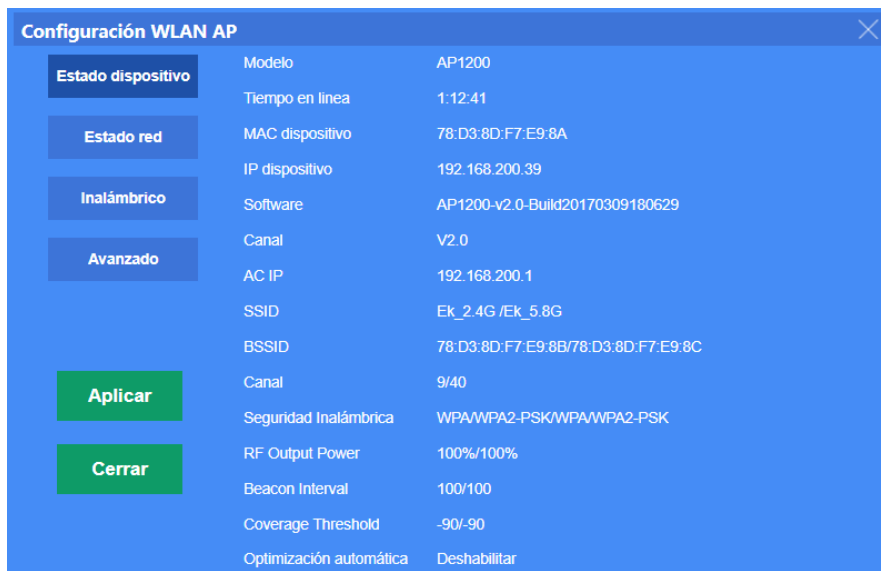 Configuración WLAN AP
Estado dispositivo
Estado red
Inalámbrico
Avanzado
Aplicar
Cerrar
Modelo AP1200
Tiempo en linea 1:12:41
MAC dispositivo 78:D3:8D:F7:E9:8A
IP dispositivo 192.168.200.39
Software AP1200-v2.0-Build20170309180629
Canal V2.0
AC IP 192.168.200.1
SSID Ek_2.4G /Ek_5.8G
BSSID 78:D3:8D:F7:E9:8B/78:D3:8D:F7:E9:8C
Canal 9/40
Seguridad Inalámbrica WPA/WPA2-PSK/WPA/WPA2-PSK
RF Output Power 100%/100%
Beacon Interval 100/100
Coverage Threshold -90/-90
Optimización automática Deshabilitar